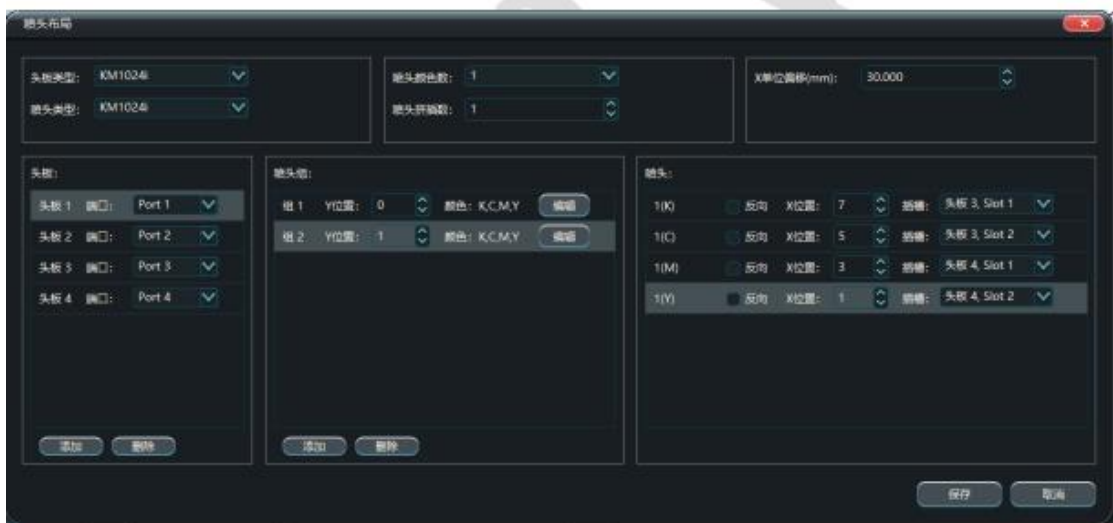 喷头布局
头板类型: KM1024i
喷头类型: KM1024i
喷头颜色数: 1
喷头拼插数: 1
X单位偏移(mm): 30.000
头板:
头板 1 端口: Port 1
头板 2 端口: Port 2
头板 3 端口: Port 3
头板 4 端口: Port 4
添加 删除
喷头组:
组 1 Y位置: 0 颜色: K,C,M,Y 编辑
组 2 Y位置: 1 颜色: K,C,M,Y 编辑
添加 删除
喷头:
1(K) 反向 X位置: 7 插槽: 头板 3, Slot 1
1(C) 反向 X位置: 5 插槽: 头板 3, Slot 2
1(M) 反向 X位置: 3 插槽: 头板 4, Slot 1
1(Y) 反向 X位置: 1 插槽: 头板 4, Slot 2
保存 取消